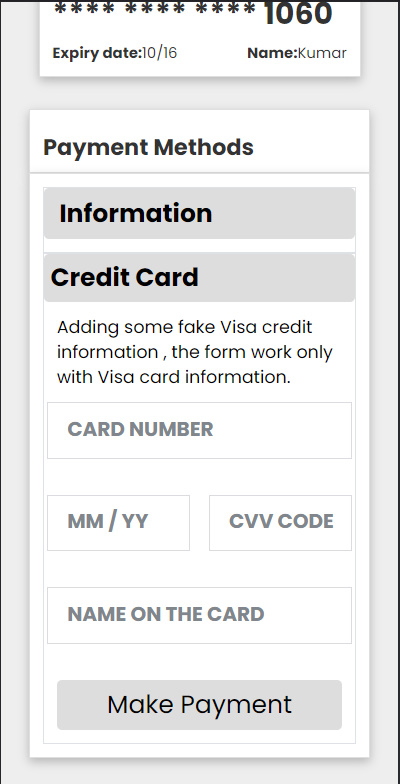 **** **** **** 1060
Expiry date:10/16 Name:Kumar
Payment Methods
Information
Credit Card
Adding some fake Visa credit
information , the form work only
with Visa card information.
CARD NUMBER
MM / YY CVV CODE
NAME ON THE CARD
Make Payment